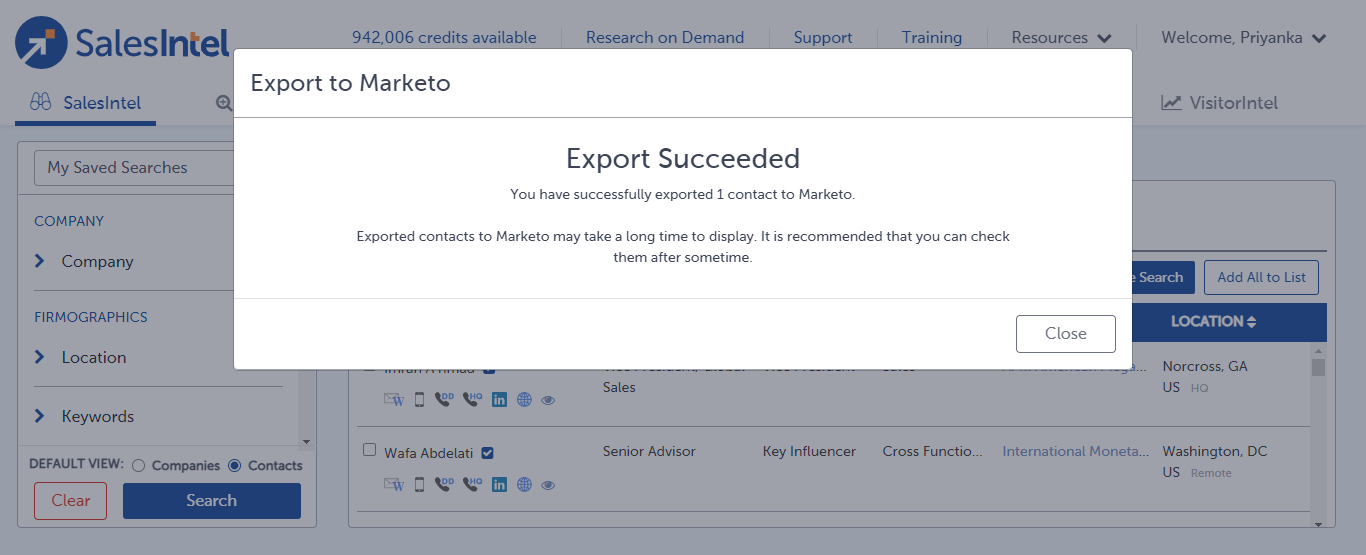 SalesIntel
942,006 credits available
Research on Demand
Support
Training
Resources
Welcome, Priyanka
SalesIntel
VisitorIntel
Export to Marketo
Export Succeeded
You have successfully exported 1 contact to Marketo.
Exported contacts to Marketo may take a long time to display. It is recommended that you can check
them after sometime.
Close
My Saved Searches
COMPANY
Company
FIRMOGRAPHICS
Location
Keywords
DEFAULT VIEW: Companies Contacts
Clear
Search
e Search
Add All to List
LOCATION
Sales
Norcross, GA
US HQ
DD HQ
Wafa Abdelati
Senior Advisor
Key Influencer
Cross Functio...
International Moneta...
Washington, DC
US Remote
DD HQ